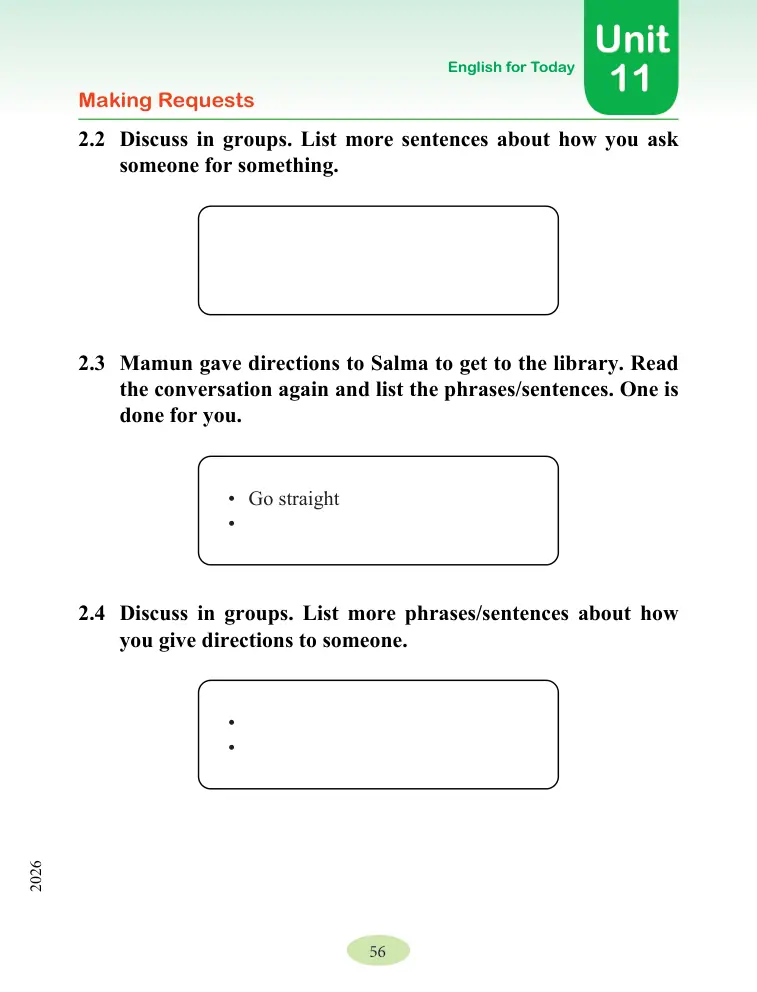 Unit
11
English for Today
Making Requests
2.2 Discuss in groups. List more sentences about how you ask
someone for something.
2.3 Mamun gave directions to Salma to get to the library. Read
the conversation again and list the phrases/sentences. One is
done for you.
• Go straight
•
2.4 Discuss in groups. List more phrases/sentences about how
you give directions to someone.
•
•
2026
56